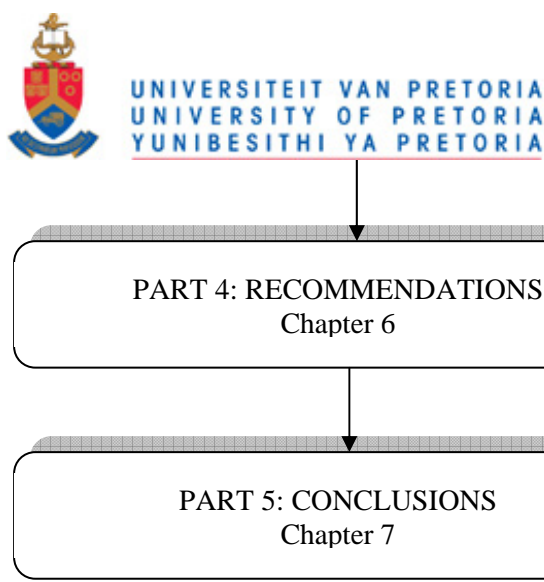 UNIVERSITEIT VAN PRETORIA
UNIVERSITY OF PRETORIA
YUNIBESITHI YA PRETORIA
PART 4: RECOMMENDATIONS
Chapter 6
PART 5: CONCLUSIONS
Chapter 7